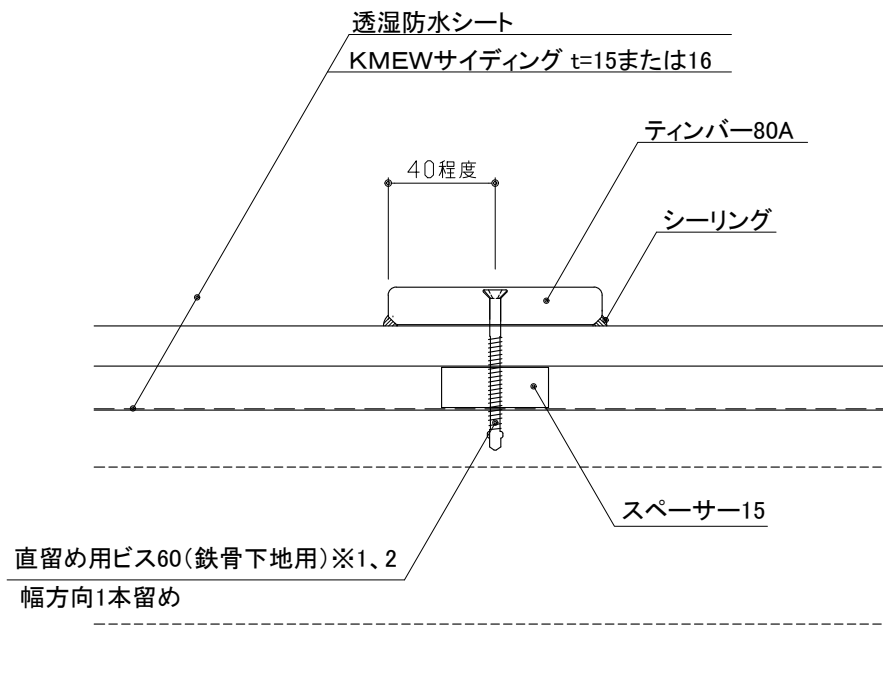 透湿防水シート
KMEWサイディング t=15または16
ティンバー80A
40程度
シーリング
スペーサー15
直留め用ビス60(鉄骨下地用)※1、2
幅方向1本留め